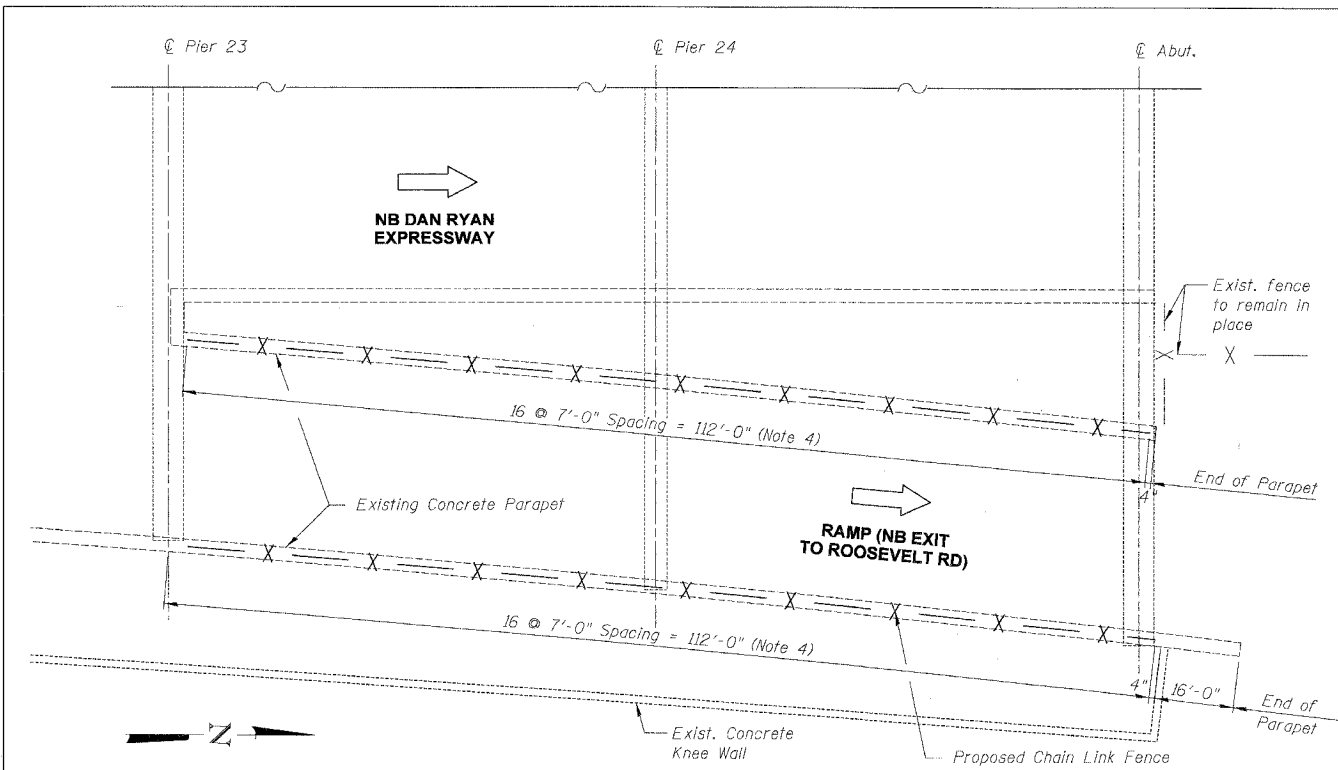 ℄ Pier 23
℄ Pier 24
℄ Abut.
NB DAN RYAN
EXPRESSWAY
Exist. fence
to remain in
place
X
16 @ 7'-0" Spacing = 112'-0" (Note 4)
4"
End of Parapet
Existing Concrete Parapet
RAMP (NB EXIT
TO ROOSEVELT RD)
16 @ 7'-0" Spacing = 112'-0" (Note 4)
4"
16'-0"
End of
Parapet
Z
Exist. Concrete
Knee Wall
Proposed Chain Link Fence